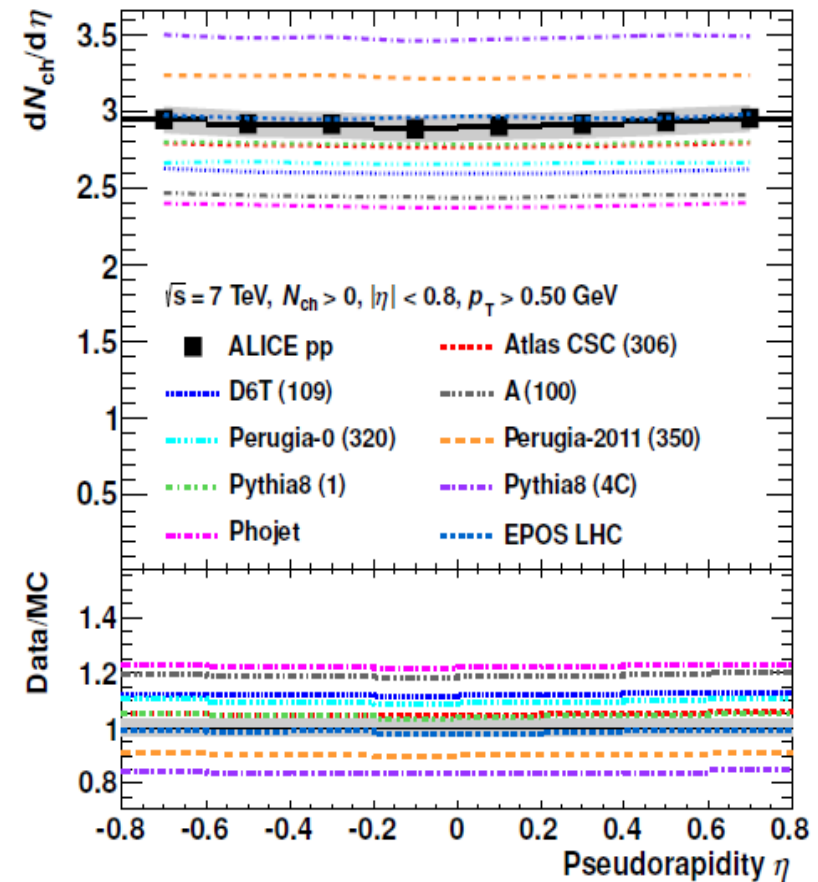 dN_ch/dη
3.5
3
2.5
2
√s = 7 TeV, N_ch > 0, |η| < 0.8, p_T > 0.50 GeV
1.5
ALICE pp
Atlas CSC (306)
D6T (109)
A (100)
1
Perugia-0 (320)
Perugia-2011 (350)
Pythia8 (1)
Pythia8 (4C)
0.5
Phojet
EPOS LHC
Data/MC
1.4
1.2
1
0.8
-0.8 -0.6 -0.4 -0.2 0 0.2 0.4 0.6 0.8
Pseudorapidity η